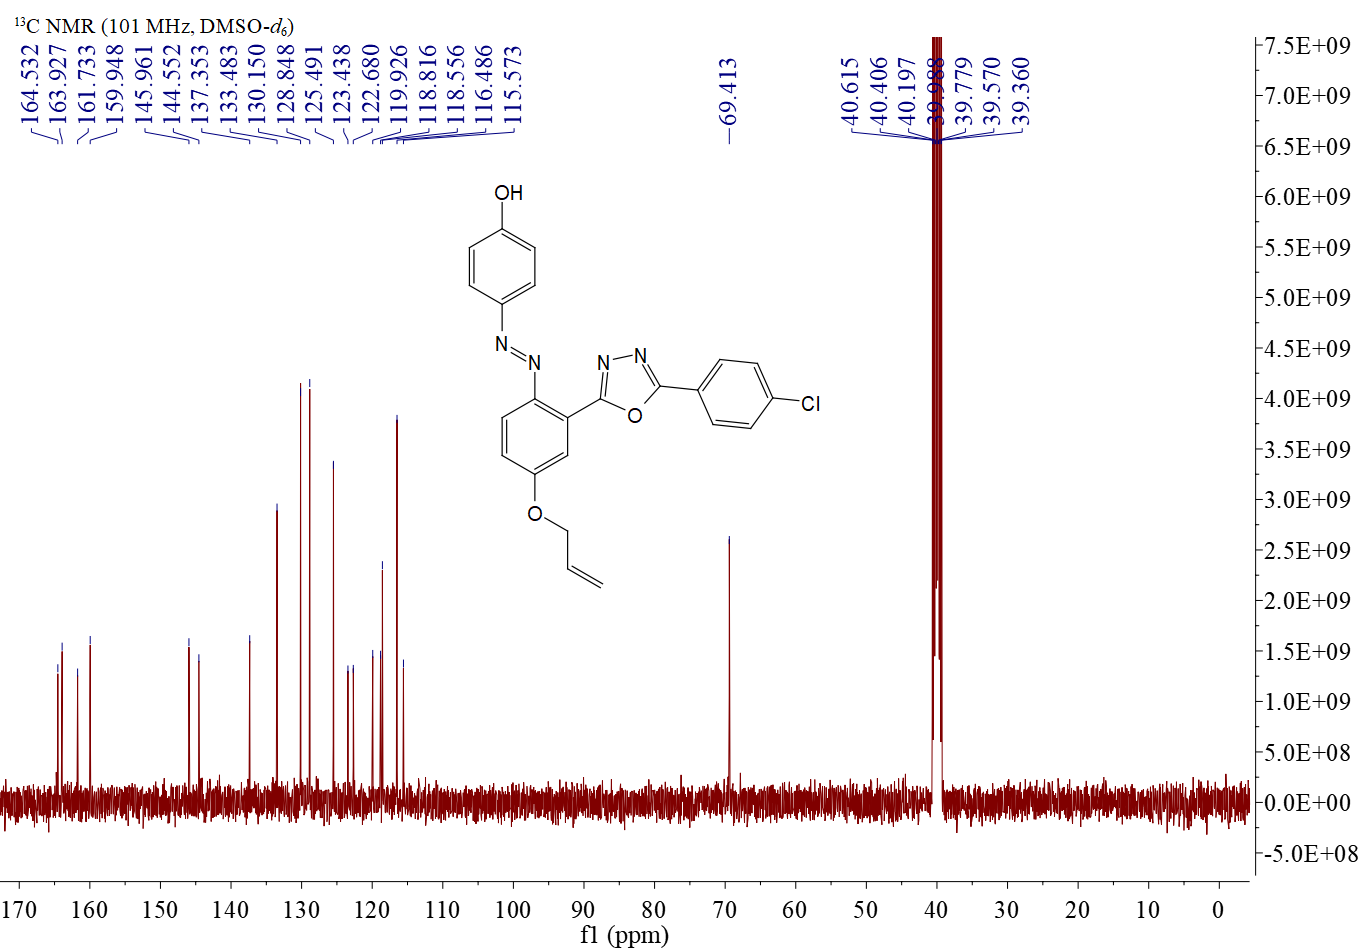 13C NMR (101 MHz, DMSO-d6)
164.532
163.927
161.733
159.948
145.961
144.552
137.353
133.483
130.150
128.848
125.491
123.438
122.680
119.926
118.816
118.556
116.486
115.573
69.413
40.615
40.406
40.197
39.988
39.779
39.570
39.360
OH
N
N
N
N
O
Cl
O
7.5E+09
7.0E+09
6.5E+09
6.0E+09
5.5E+09
5.0E+09
4.5E+09
4.0E+09
3.5E+09
3.0E+09
2.5E+09
2.0E+09
1.5E+09
1.0E+09
5.0E+08
0.0E+00
-5.0E+08
170 160 150 140 130 120 110 100 90 80 70 60 50 40 30 20 10 0
f1 (ppm)